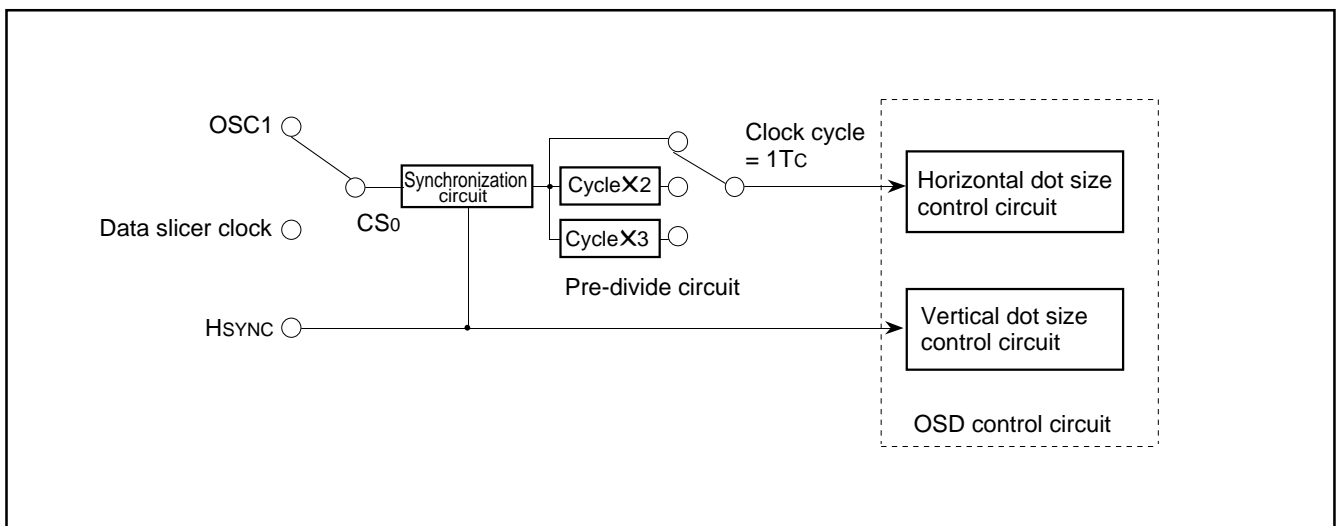 OSC1
Data slicer clock
HSYNC
CS0
Synchronization
circuit
Cycle✕2
Cycle✕3
Pre-divide circuit
Clock cycle
= 1TC
Horizontal dot size
control circuit
Vertical dot size
control circuit
OSD control circuit